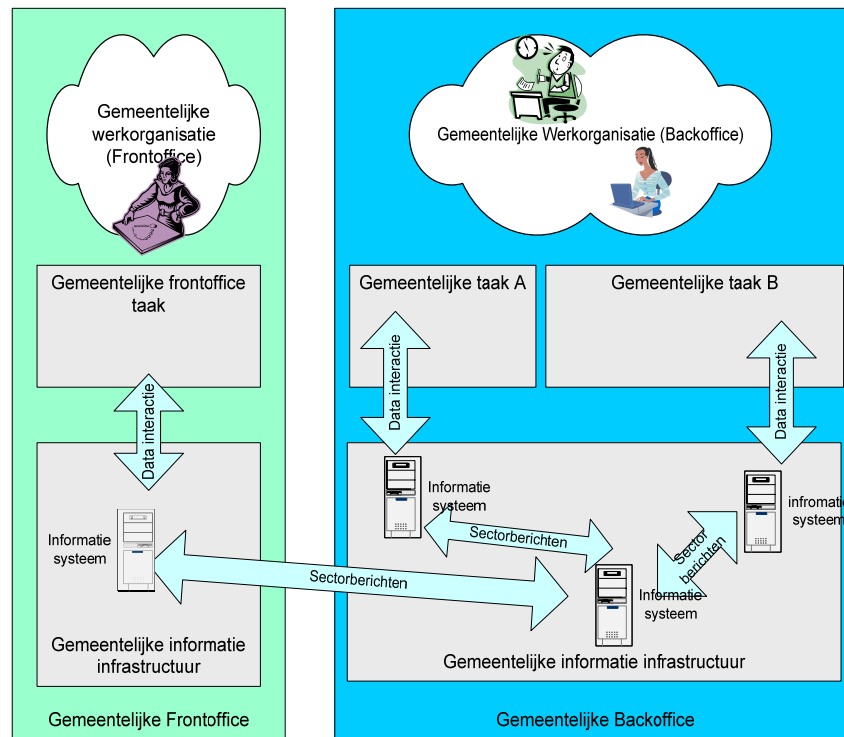 Gemeentelijke
werkorganisatie
(Frontoffice)
Gemeentelijke frontoffice
taak
Data interactie
Informatie
systeem
Gemeentelijke informatie
infrastructuur
Gemeentelijke Frontoffice
Sectorberichten
Gemeentelijke Werkorganisatie (Backoffice)
Gemeentelijke taak A
Gemeentelijke taak B
Data interactie
Data interactie
Informatie
systeem
Sectorberichten
Sector
berichten
infromatie
systeem
Informatie
systeem
Gemeentelijke informatie infrastructuur
Gemeentelijke Backoffice